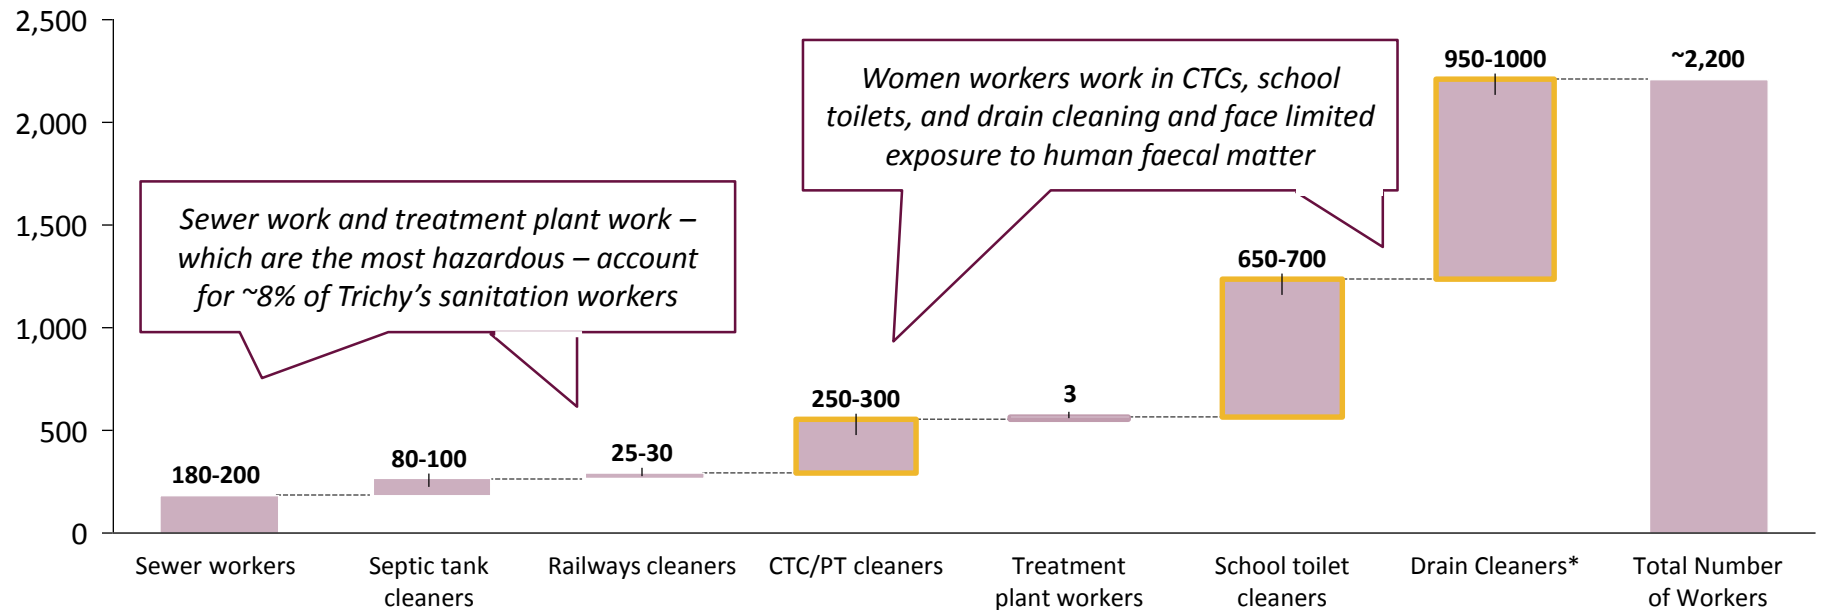 2,500
2,000
1,500
1,000
500
0
Sewer work and treatment plant work –
which are the most hazardous – account
for ~8% of Trichy’s sanitation workers
Women workers work in CTCs, school
toilets, and drain cleaning and face limited
exposure to human faecal matter
180-200
80-100
25-30
250-300
3
650-700
950-1000
~2,200
Sewer workers
Septic tank
cleaners
Railways cleaners
CTC/PT cleaners
Treatment
plant workers
School toilet
cleaners
Drain Cleaners*
Total Number
of Workers